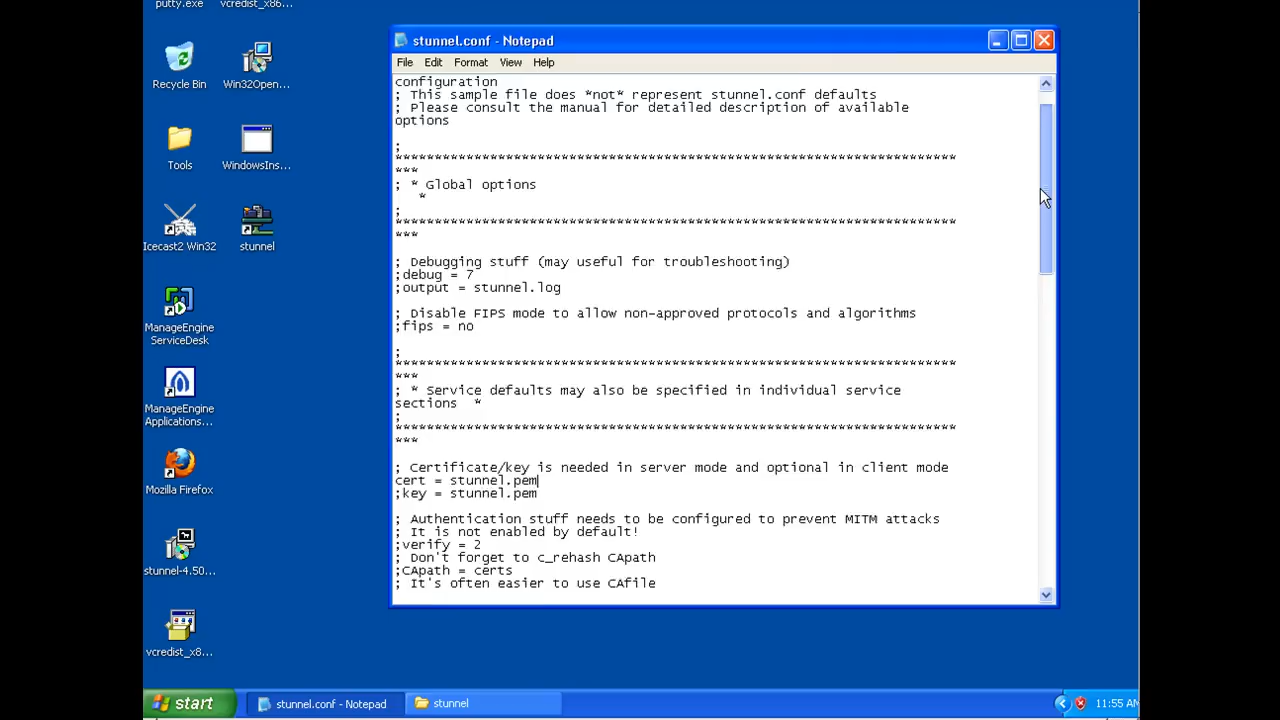 putty.exe
vcredist_x86...
Recycle Bin
Win32Open...
Tools
WindowsIns...
Icecast2 Win32
stunnel
ManageEngine
ServiceDesk
ManageEngine
Applications...
Mozilla Firefox
stunnel-4.50...
vcredist_x8...
stunnel.conf - Notepad
File Edit Format View Help
configuration
; This sample file does *not* represent stunnel.conf defaults
; Please consult the manual for detailed description of available
options
;
***********************************************************************
***
; * Global options
*
;
***********************************************************************
***
; Debugging stuff (may useful for troubleshooting)
;debug = 7
;output = stunnel.log
; Disable FIPS mode to allow non-approved protocols and algorithms
;fips = no
;
***********************************************************************
***
; * Service defaults may also be specified in individual service
sections *
;
***********************************************************************
***
; Certificate/key is needed in server mode and optional in client mode
cert = stunnel.pem
;key = stunnel.pem
; Authentication stuff needs to be configured to prevent MITM attacks
; It is not enabled by default!
;verify = 2
; Don't forget to c_rehash CApath
;CApath = certs
; It's often easier to use CAfile
start
stunnel.conf - Notepad
stunnel
11:55 AM